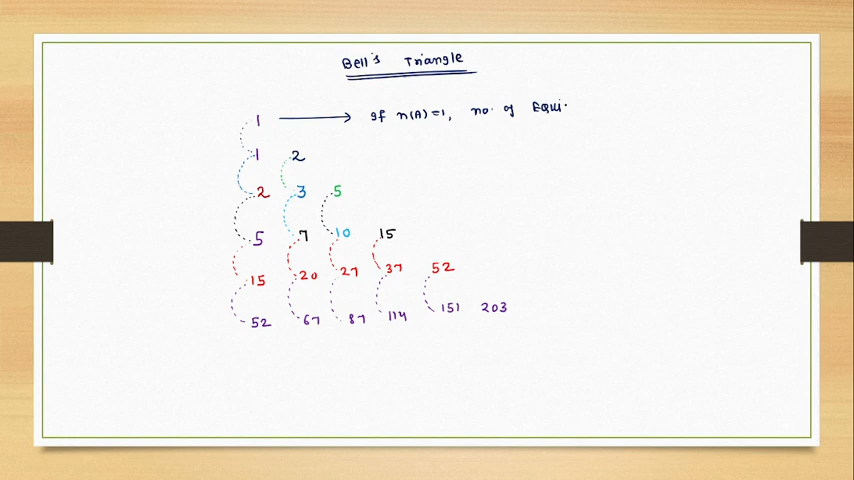 Bell's Triangle
1 → If n(A)=1, no. of Equi.
1 2
2 3 5
5 7 10 15
15 20 27 37 52
52 67 87 114 151 203